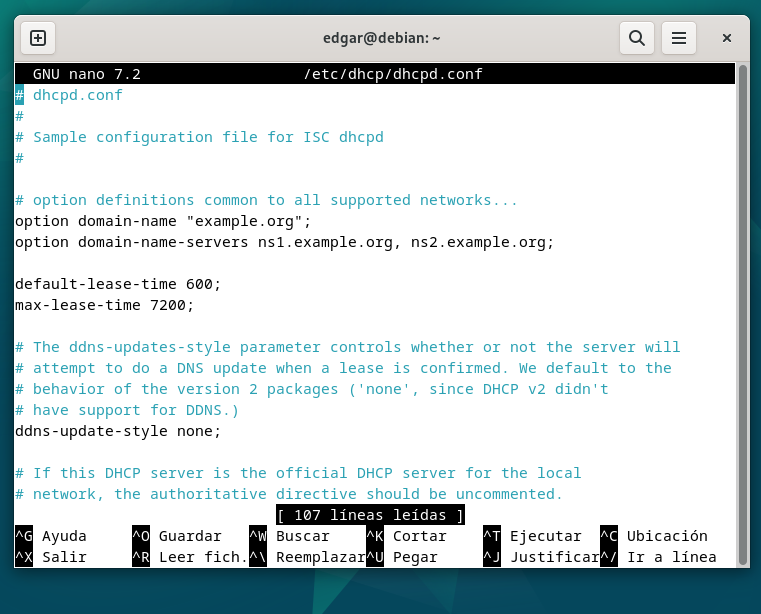 edgar@debian: ~
GNU nano 7.2 /etc/dhcp/dhcpd.conf
# dhcpd.conf
#
# Sample configuration file for ISC dhcpd
#
# option definitions common to all supported networks...
option domain-name "example.org";
option domain-name-servers ns1.example.org, ns2.example.org;
default-lease-time 600;
max-lease-time 7200;
# The ddns-updates-style parameter controls whether or not the server will
# attempt to do a DNS update when a lease is confirmed. We default to the
# behavior of the version 2 packages ('none', since DHCP v2 didn't
# have support for DDNS.)
ddns-update-style none;
# If this DHCP server is the official DHCP server for the local
# network, the authoritative directive should be uncommented.
[ 107 líneas leídas ]
^G Ayuda ^O Guardar ^W Buscar ^K Cortar ^T Ejecutar ^C Ubicación
^X Salir ^R Leer fich. ^\ Reemplazar ^U Pegar ^J Justificar ^/ Ir a línea